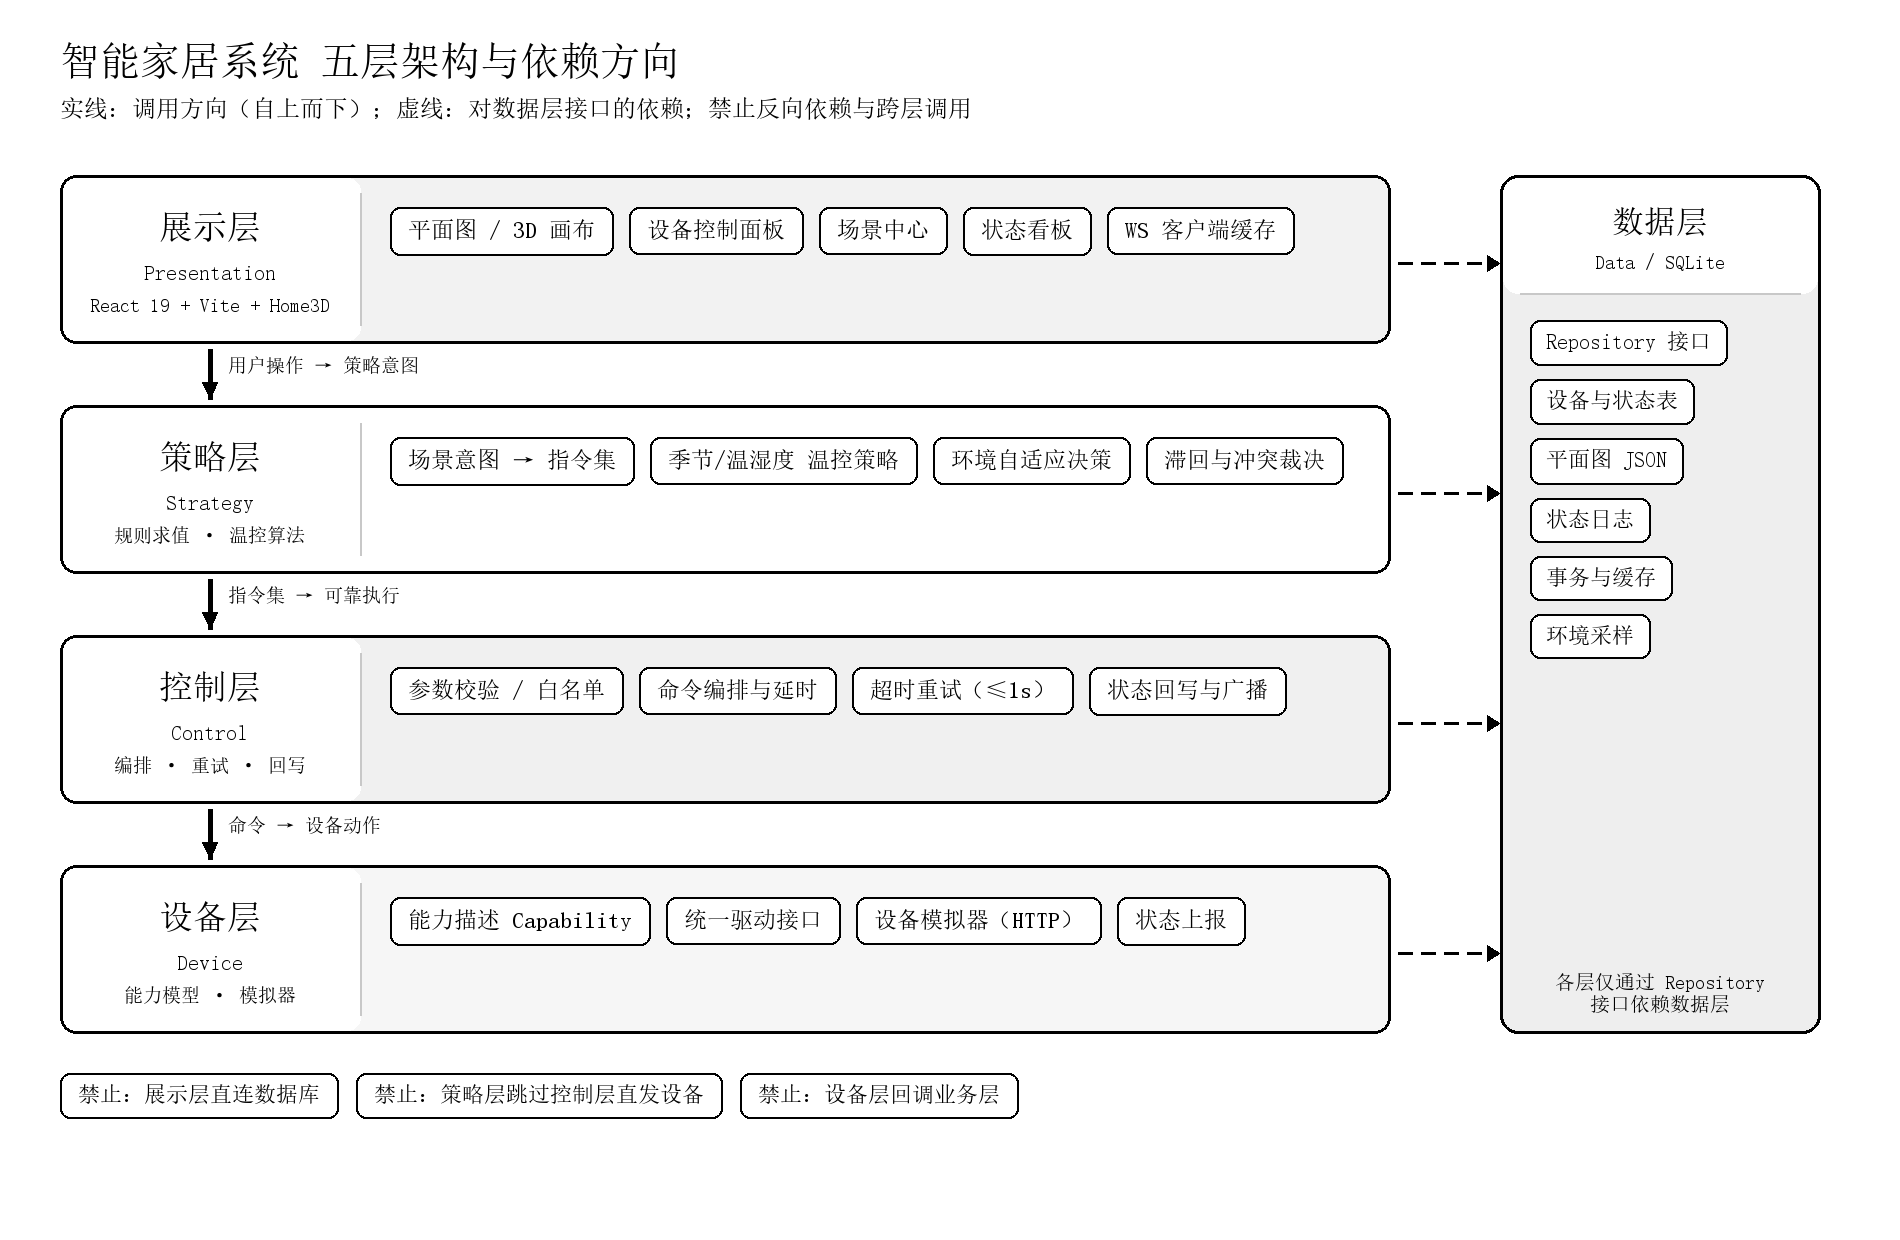 智能家居系统 五层架构与依赖方向
实线：调用方向（自上而下）；虚线：对数据层接口的依赖；禁止反向依赖与跨层调用
展示层
Presentation
React 19 + Vite + Home3D
平面图 / 3D 画布
设备控制面板
场景中心
状态看板
WS 客户端缓存
用户操作 → 策略意图
策略层
Strategy
规则求值 · 温控算法
场景意图 → 指令集
季节/温湿度 温控策略
环境自适应决策
滞回与冲突裁决
指令集 → 可靠执行
控制层
Control
编排 · 重试 · 回写
参数校验 / 白名单
命令编排与延时
超时重试（≤1s）
状态回写与广播
命令 → 设备动作
设备层
Device
能力模型 · 模拟器
能力描述 Capability
统一驱动接口
设备模拟器（HTTP）
状态上报
数据层
Data / SQLite
Repository 接口
设备与状态表
平面图 JSON
状态日志
事务与缓存
环境采样
各层仅通过 Repository
接口依赖数据层
禁止：展示层直连数据库
禁止：策略层跳过控制层直发设备
禁止：设备层回调业务层